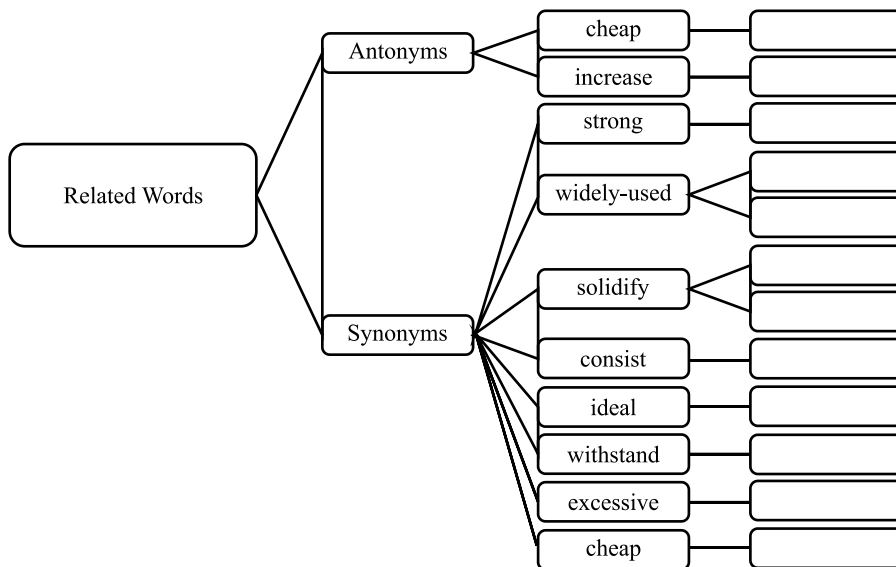 Related Words
Antonyms
cheap
increase
Synonyms
strong
widely-used
solidify
consist
ideal
withstand
excessive
cheap